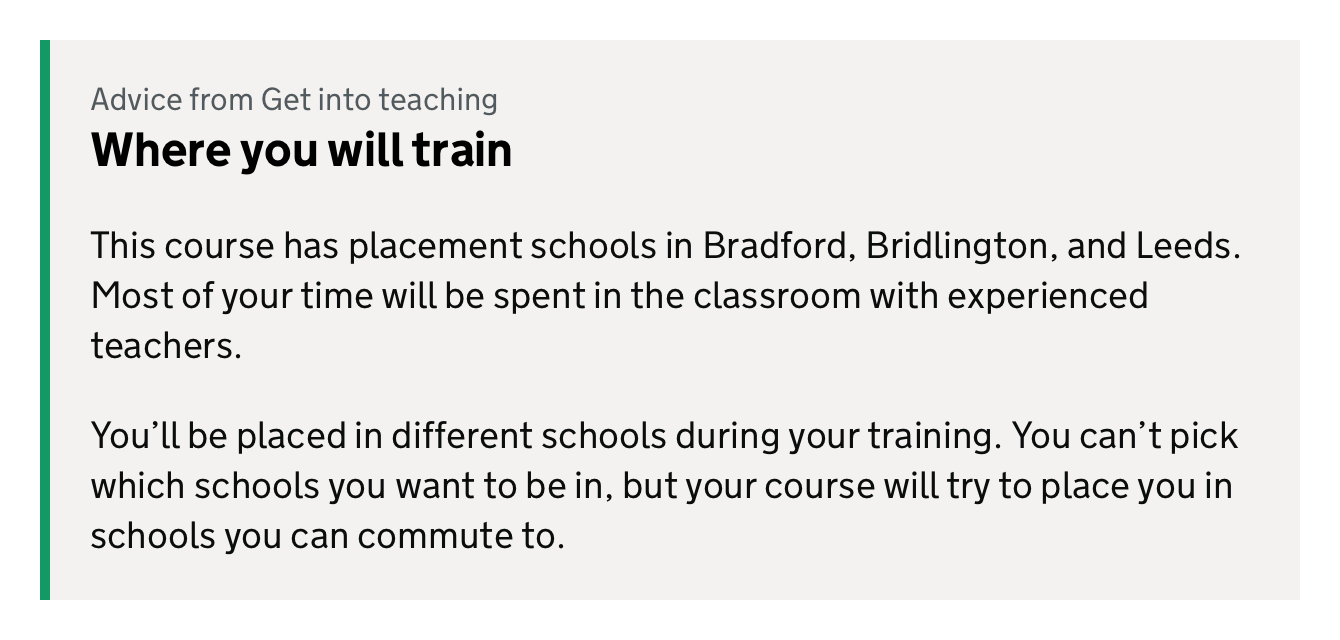 Advice from Get into teaching
Where you will train
This course has placement schools in Bradford, Bridlington, and Leeds.
Most of your time will be spent in the classroom with experienced
teachers.
You’ll be placed in different schools during your training. You can’t pick
which schools you want to be in, but your course will try to place you in
schools you can commute to.